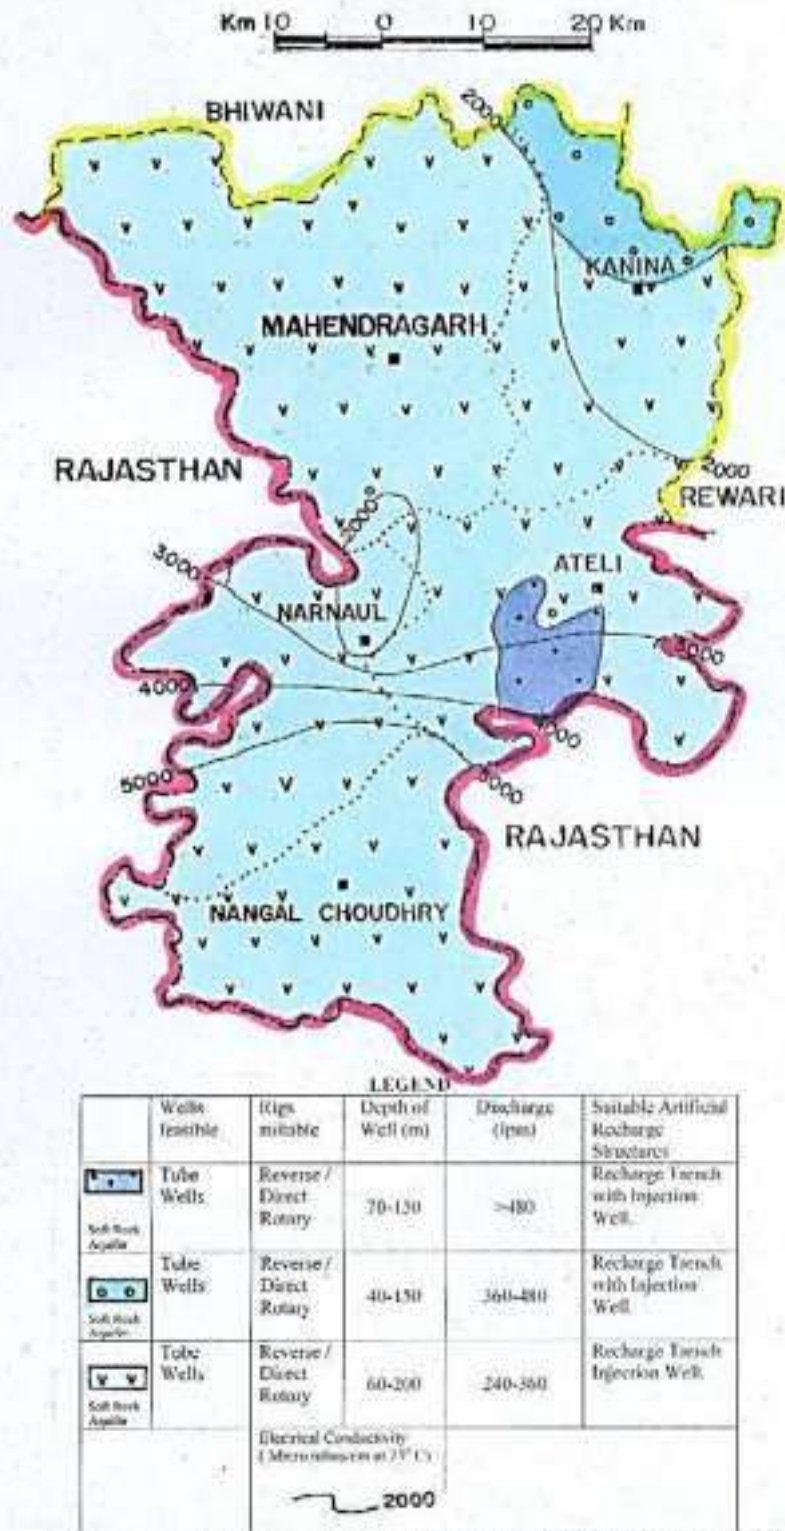 Km 10 0 10 20 Km
BHIWANI
2000
KANINA
MAHENDRAGARH
RAJASTHAN
2000
REWARI
3000
ATELI
NARNAUL
3000
4000
5000
5000
RAJASTHAN
NANGAL CHOUDHRY
LEGEND
Wells feasible
Rigs suitable
Depth of Well (m)
Discharge (lpm)
Suitable Artificial Recharge Structures
Soft Rock Aquifer
Tube Wells
Reverse / Direct Rotary
>480
Recharge Trench with Injection Well.
Soft Rock Aquifer
Tube Wells
Reverse / Direct Rotary
40-150
360-480
Recharge Trench with Injection Well
Soft Rock Aquifer
Tube Wells
Reverse / Direct Rotary
60-200
240-360
Recharge Trench Injection Well
Electrical Conductivity
2000